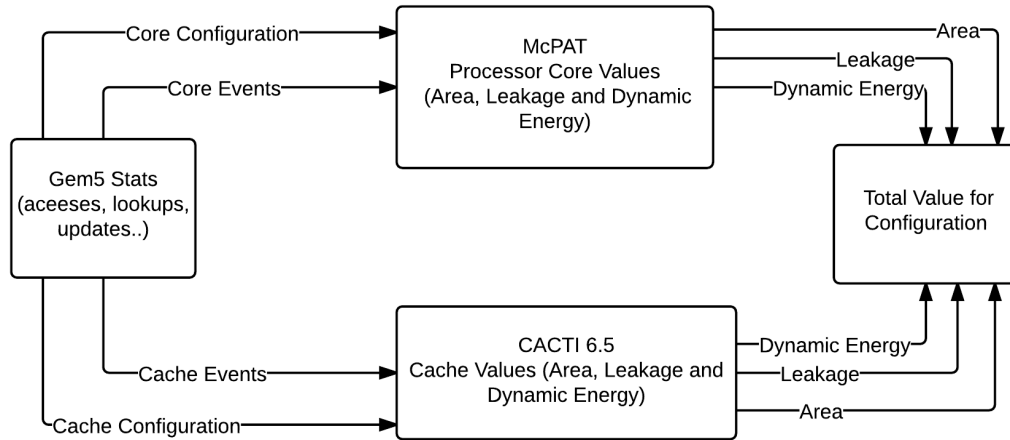 Core Configuration
Core Events
McPAT
Processor Core Values
(Area, Leakage and Dynamic
Energy)
Area
Leakage
Dynamic Energy
Gem5 Stats
(aceeses, lookups,
updates..)
Total Value for
Configuration
Cache Events
Cache Configuration
CACTI 6.5
Cache Values (Area, Leakage and
Dynamic Energy)
Dynamic Energy
Leakage
Area